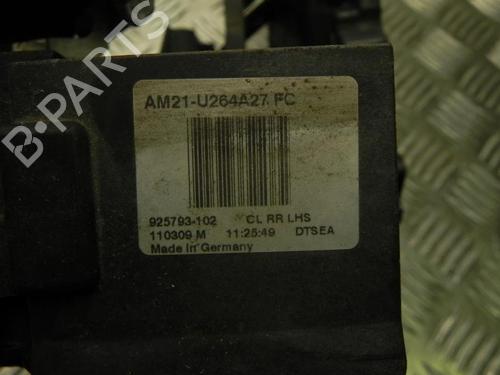 B-PARTS
AM21-U264A27 FC
925793-102 CL RR LHS
110309 M 11:25:49 DTSEA
Made in Germany